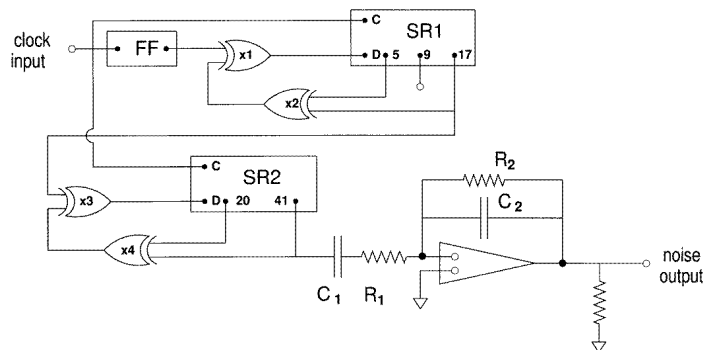 C
SR1
clock
input
FF
x1
D 5 9 17
x2
C
SR2
x3
D 20 41
x4
R2
C2
C1
R1
noise
output